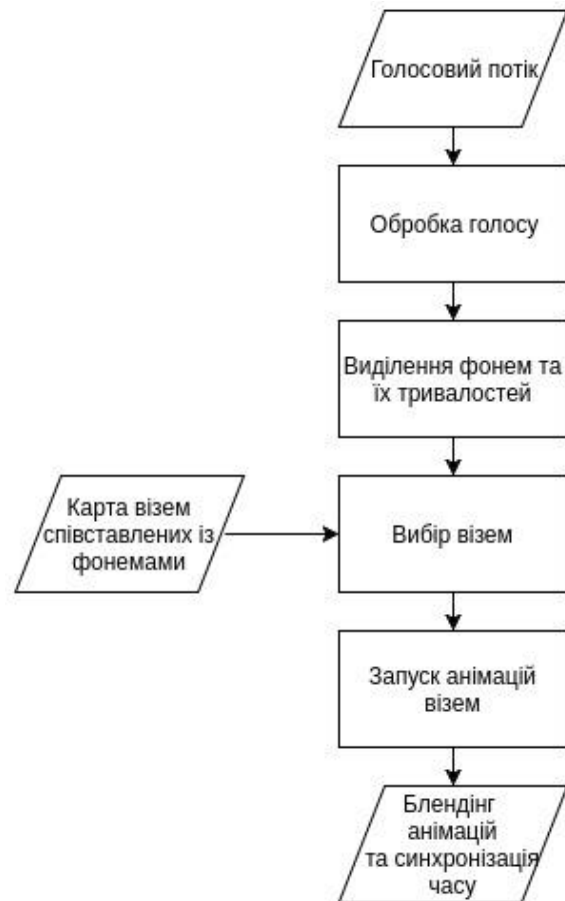 Голосовий потік
Обробка голосу
Виділення фонем та
їх тривалостей
Карта візем
співставлених із
фонемами
Вибір візем
Запуск анімацій
візем
Блендінг
анімацій
та синхронізація
часу